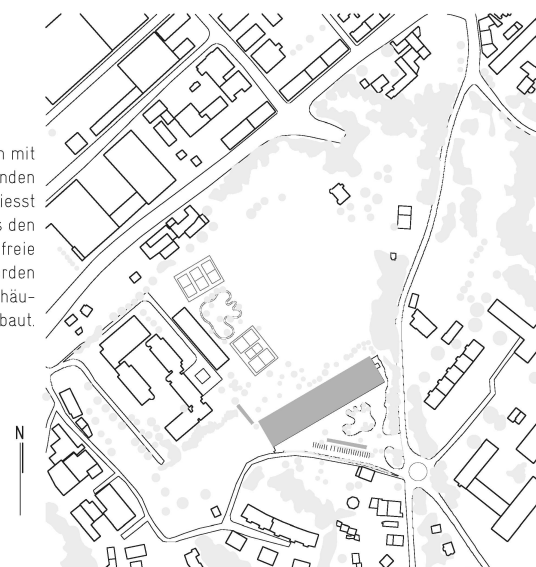 mit
nden
iesst
s den
freie
rden
häu-
baut.
N